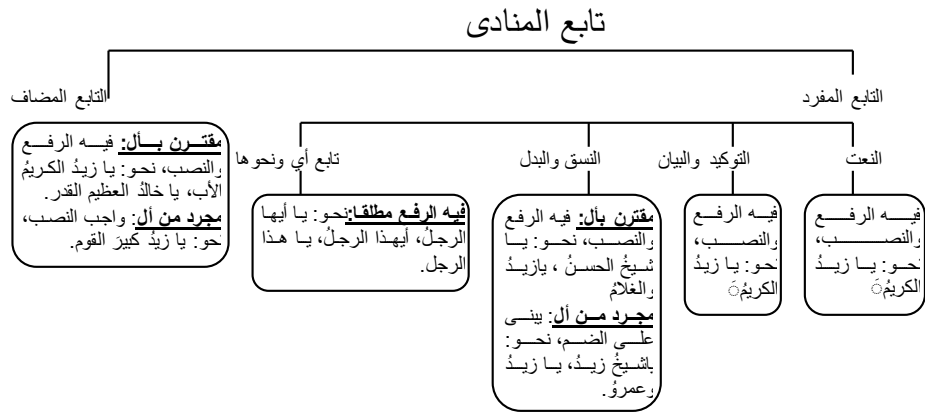 تابع المنادى
التابع المفرد
التابع المضاف
النعت
التوكيد والبيان
النسق والبدل
تابع أي ونحوها
فيه الرفع
والنصب،
نحو: يا زيدُ
الكريمُ َ
فيه الرفع
والنصب،
نحو: يا زيدُ
الكريمُ َ
مقترن بأل: فيه الرفع
والنصب، نحو: يا
شيخُ الحسنُ ، يازيدُ
والغلامُ
مجرد من أل: يبنى
على الضم، نحو:
ياشيخُ زيدُ، يا زيدُ
وعمروُ.
فيه الرفع مطلقا: نحو: يا أيها
الرجلُ، أيهذا الرجلُ، يا هذا
الرجل.
مقترن بأل: فيه الرفع
والنصب، نحو: يا زيدُ الكريمُ
الأب، يا خالدُ العظيم القدر.
مجرد من أل: واجب النصب،
نحو: يا زيدُ كبيرَ القوم.